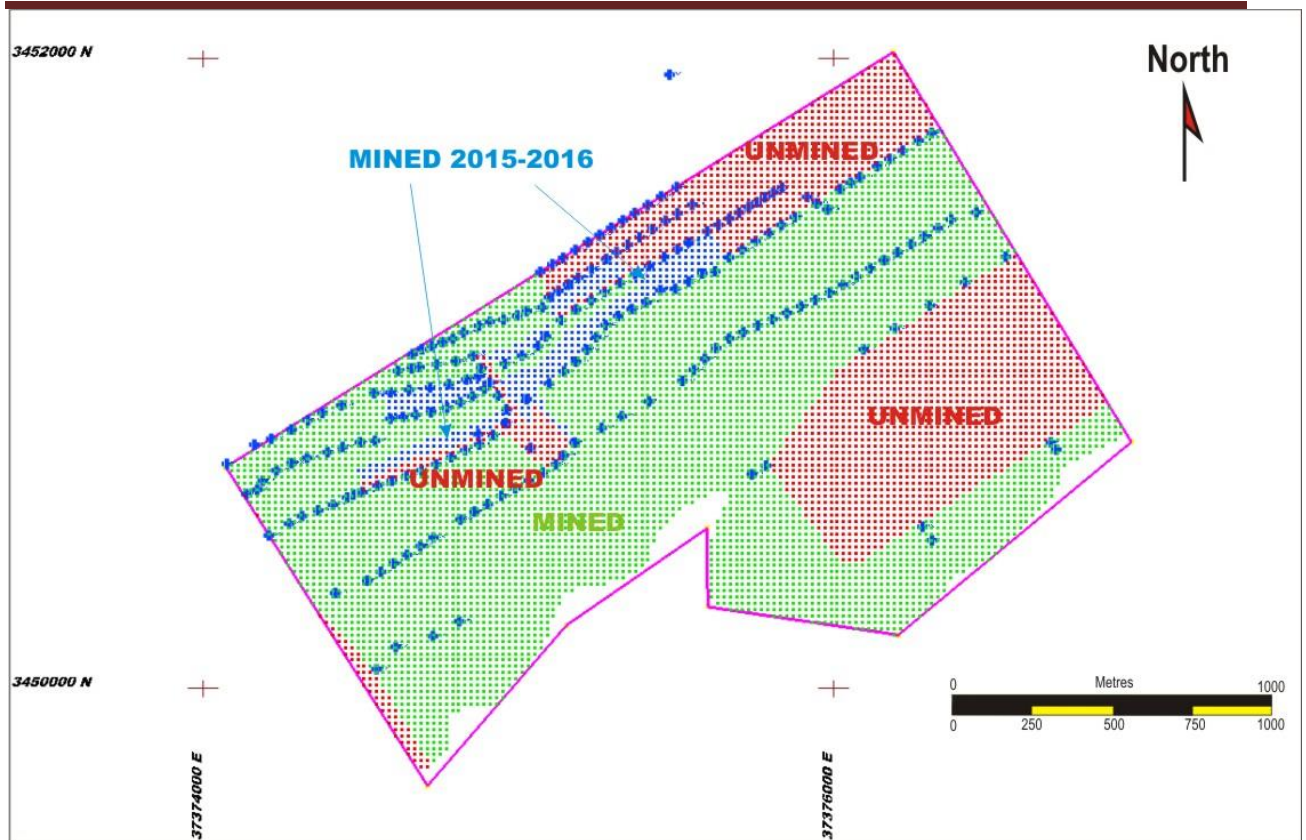 3452000 N
North
MINED 2015-2016
UNMINED
UNMINED
UNMINED
MINED
3450000 N
0 Metres 1000
0 250 500 750 1000
37374000 E
37376000 E